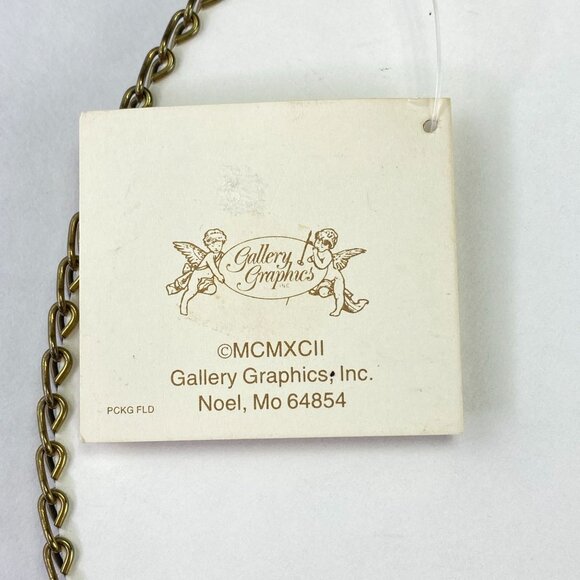 Gallery
Graphics
INC.
©MCMXCII
Gallery Graphics, Inc.
Noel, Mo 64854
PCKG FLD